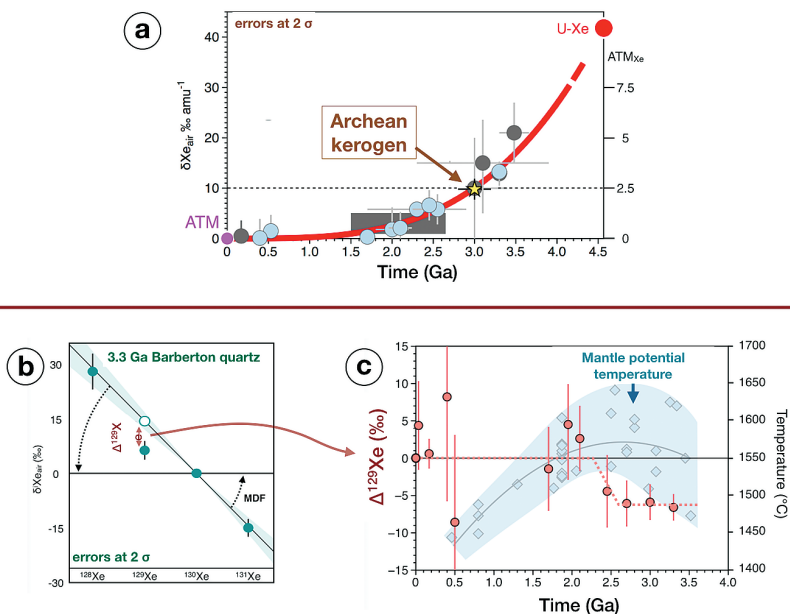 a
errors at 2 σ
U-Xe
ATMXe
Archean
kerogen
ATM
δXeair ‰ amu-1
40
30
20
10
0
7.5
5
2.5
0
0.0
0.5
1.0
1.5
2.0
2.5
3.0
3.5
4.0
4.5
Time (Ga)
b
3.3 Ga Barberton quartz
30
15
0
-15
-30
δiXeair (‰)
Δ129X
MDF
errors at 2 σ
128Xe
129Xe
130Xe
131Xe
c
Mantle potential
temperature
Δ129Xe (‰)
15
10
5
0
−5
−10
−15
1700
1650
1600
1550
1500
1450
1400
Temperature (°C)
0
0.5
1.0
1.5
2.0
2.5
3.0
3.5
4.0
Time (Ga)